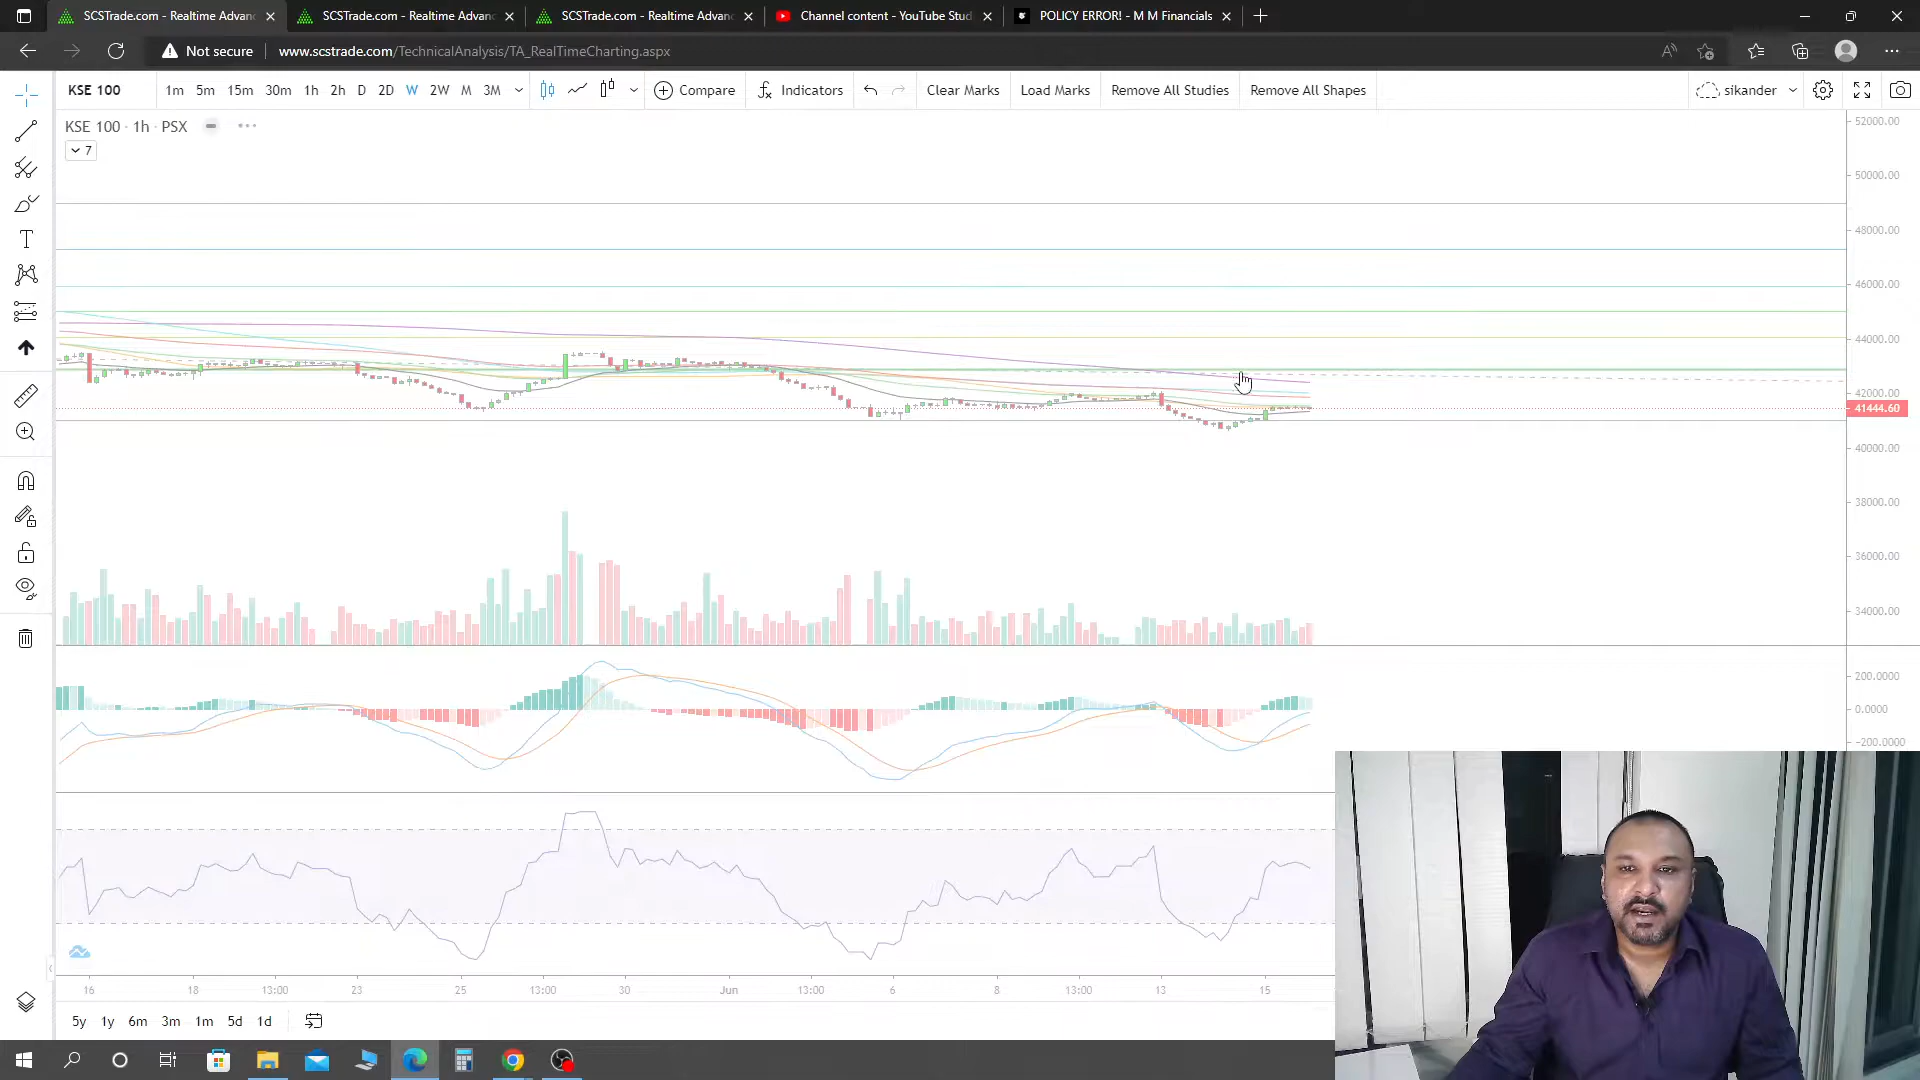 SCSTrade.com - Realtime Advanc
SCSTrade.com - Realtime Advanc
SCSTrade.com - Realtime Advanc
Channel content - YouTube Stud
POLICY ERROR! - M M Financials
Not secure
www.scstrade.com/TechnicalAnalysis/TA_RealTimeCharting.aspx
KSE 100
1m 5m 15m 30m 1h 2h D 2D W 2W M 3M
Compare
Indicators
Clear Marks
Load Marks
Remove All Studies
Remove All Shapes
sikander
KSE 100 · 1h · PSX
7
52000.00
50000.00
48000.00
46000.00
44000.00
42000.00
41444.60
40000.00
38000.00
36000.00
34000.00
200.0000
0.0000
-200.0000
16 18 13:00 23 25 13:00 30 Jun 13:00 6 8 13:00 13 15
5y 1y 6m 3m 1m 5d 1d